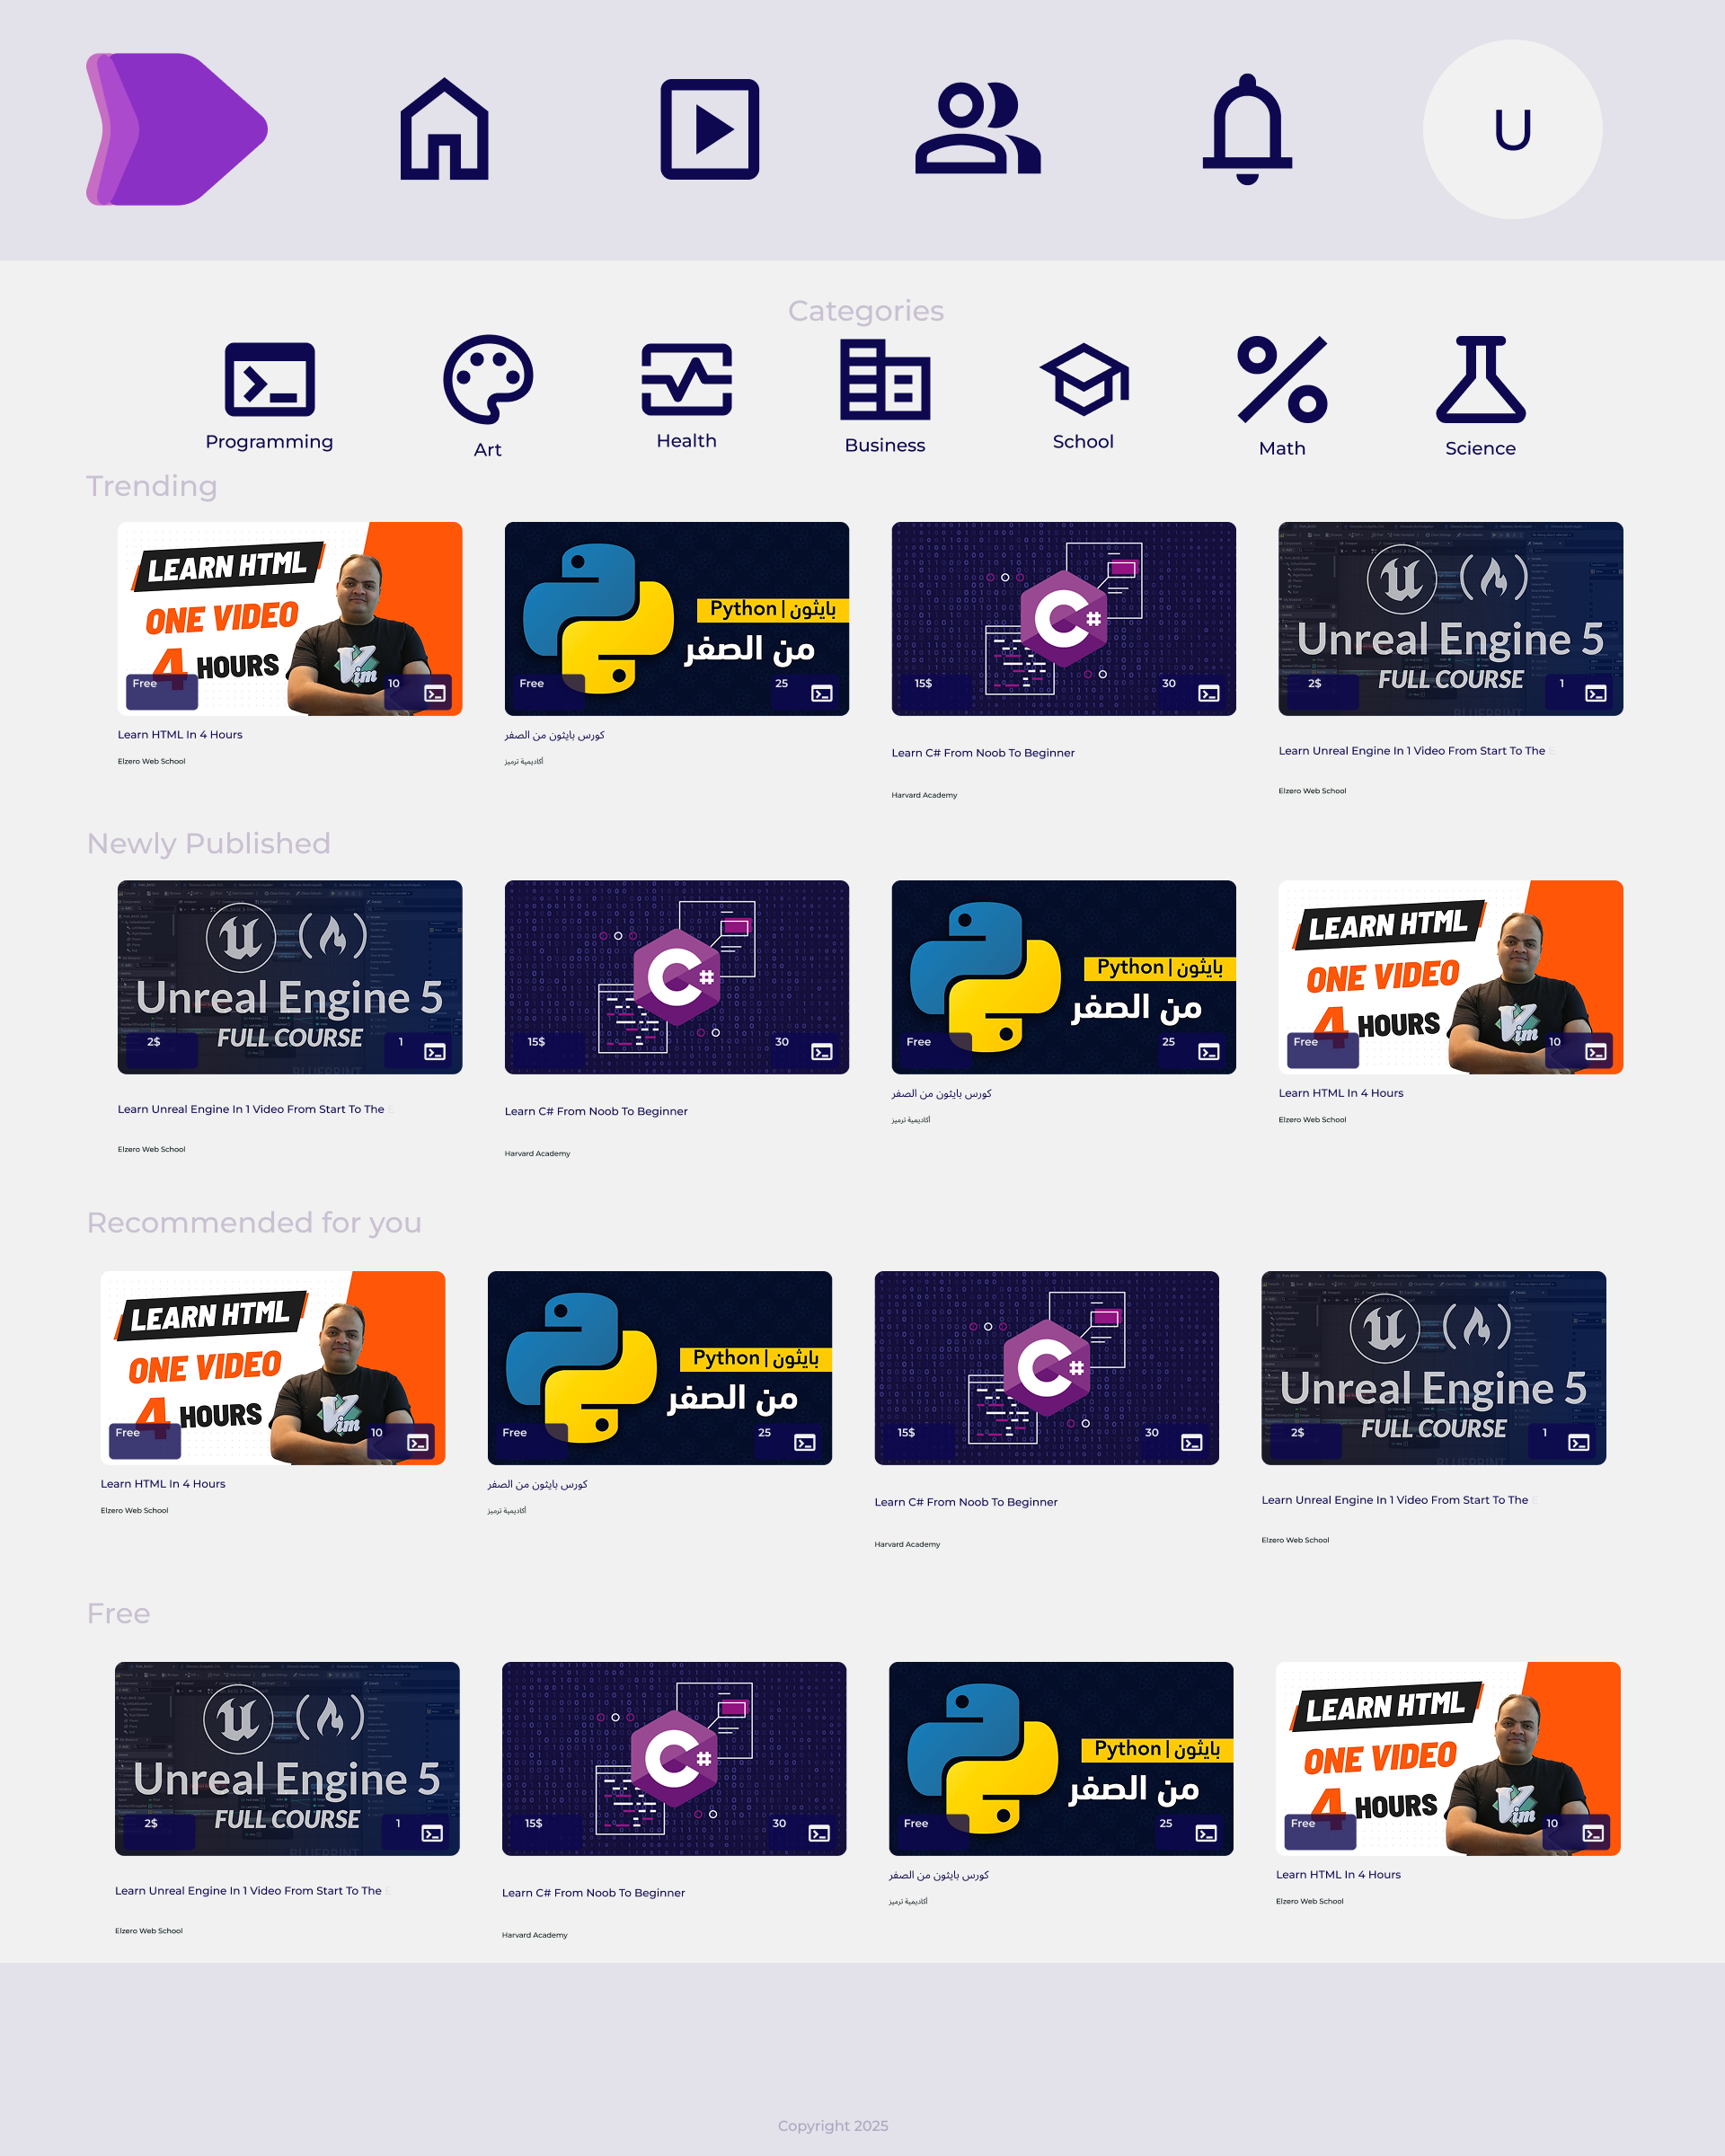 U
Categories
Programming
Art
Health
Business
School
Math
Science
Trending
LEARN HTML
ONE VIDEO
4 HOURS
Vim
Free
10
Learn HTML In 4 Hours
Elzero Web School
Python | بايثون
من الصفر
Free
25
كورس بايثون من الصفر
أكاديمية ترميز
C#
15$
30
Learn C# From Noob To Beginner
Harvard Academy
Unreal Engine 5
FULL COURSE
BLUEPRINT
2$
1
Learn Unreal Engine In 1 Video From Start To The E
Elzero Web School
Newly Published
Unreal Engine 5
FULL COURSE
BLUEPRINT
2$
1
Learn Unreal Engine In 1 Video From Start To The E
Elzero Web School
C#
15$
30
Learn C# From Noob To Beginner
Harvard Academy
Python | بايثون
من الصفر
Free
25
كورس بايثون من الصفر
أكاديمية ترميز
LEARN HTML
ONE VIDEO
4 HOURS
Vim
Free
10
Learn HTML In 4 Hours
Elzero Web School
Recommended for you
LEARN HTML
ONE VIDEO
4 HOURS
Vim
Free
10
Learn HTML In 4 Hours
Elzero Web School
Python | بايثون
من الصفر
Free
25
كورس بايثون من الصفر
أكاديمية ترميز
C#
15$
30
Learn C# From Noob To Beginner
Harvard Academy
Unreal Engine 5
FULL COURSE
BLUEPRINT
2$
1
Learn Unreal Engine In 1 Video From Start To The E
Elzero Web School
Free
Unreal Engine 5
FULL COURSE
BLUEPRINT
2$
1
Learn Unreal Engine In 1 Video From Start To The E
Elzero Web School
C#
15$
30
Learn C# From Noob To Beginner
Harvard Academy
Python | بايثون
من الصفر
Free
25
كورس بايثون من الصفر
أكاديمية ترميز
LEARN HTML
ONE VIDEO
4 HOURS
Vim
Free
10
Learn HTML In 4 Hours
Elzero Web School
Copyright 2025